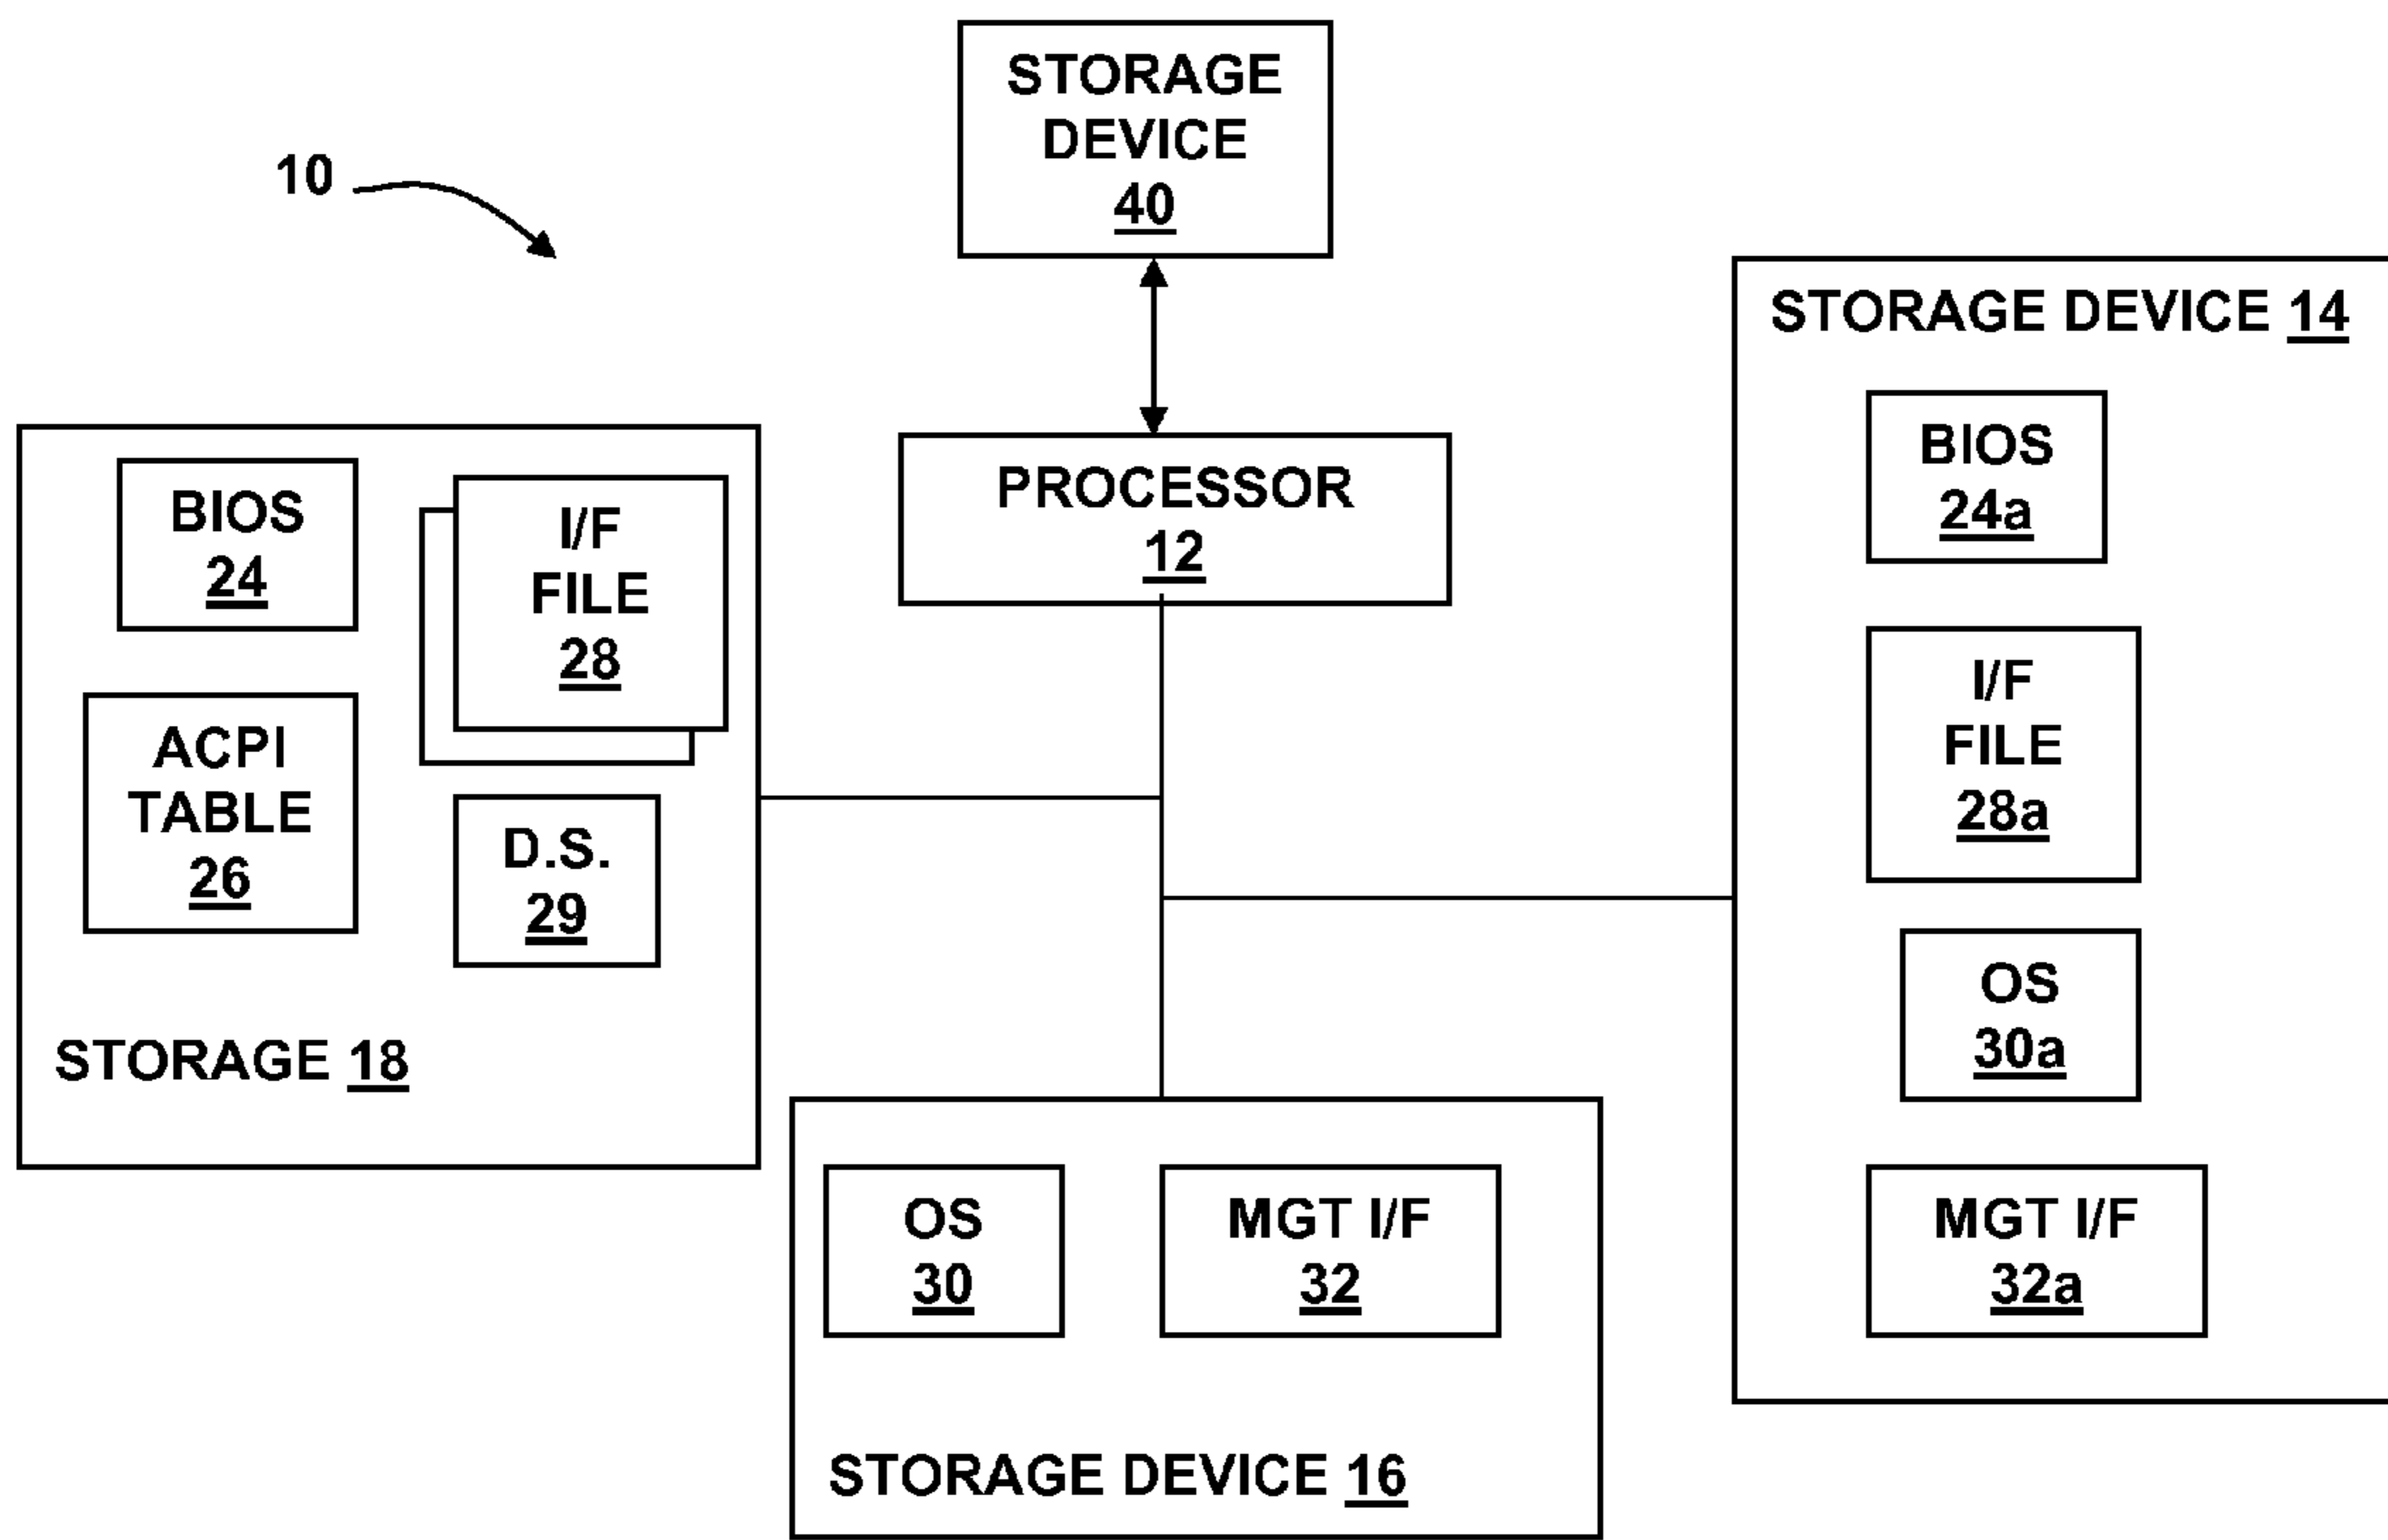 STORAGE
DEVICE
40
10
STORAGE DEVICE 14
BIOS
24a
I/F
FILE
28a
OS
30a
MGT I/F
32a
PROCESSOR
12
BIOS
24
I/F
FILE
28
ACPI
TABLE
26
D.S.
29
STORAGE 18
OS
30
MGT I/F
32
STORAGE DEVICE 16